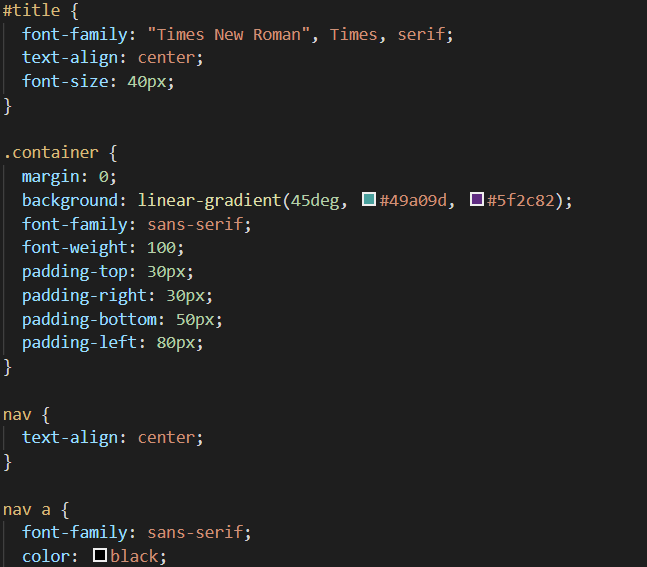 #title {
  font-family: "Times New Roman", Times, serif;
  text-align: center;
  font-size: 40px;
}

.container {
  margin: 0;
  background: linear-gradient(45deg, #49a09d, #5f2c82);
  font-family: sans-serif;
  font-weight: 100;
  padding-top: 30px;
  padding-right: 30px;
  padding-bottom: 50px;
  padding-left: 80px;
}

nav {
  text-align: center;
}

nav a {
  font-family: sans-serif;
  color: black;